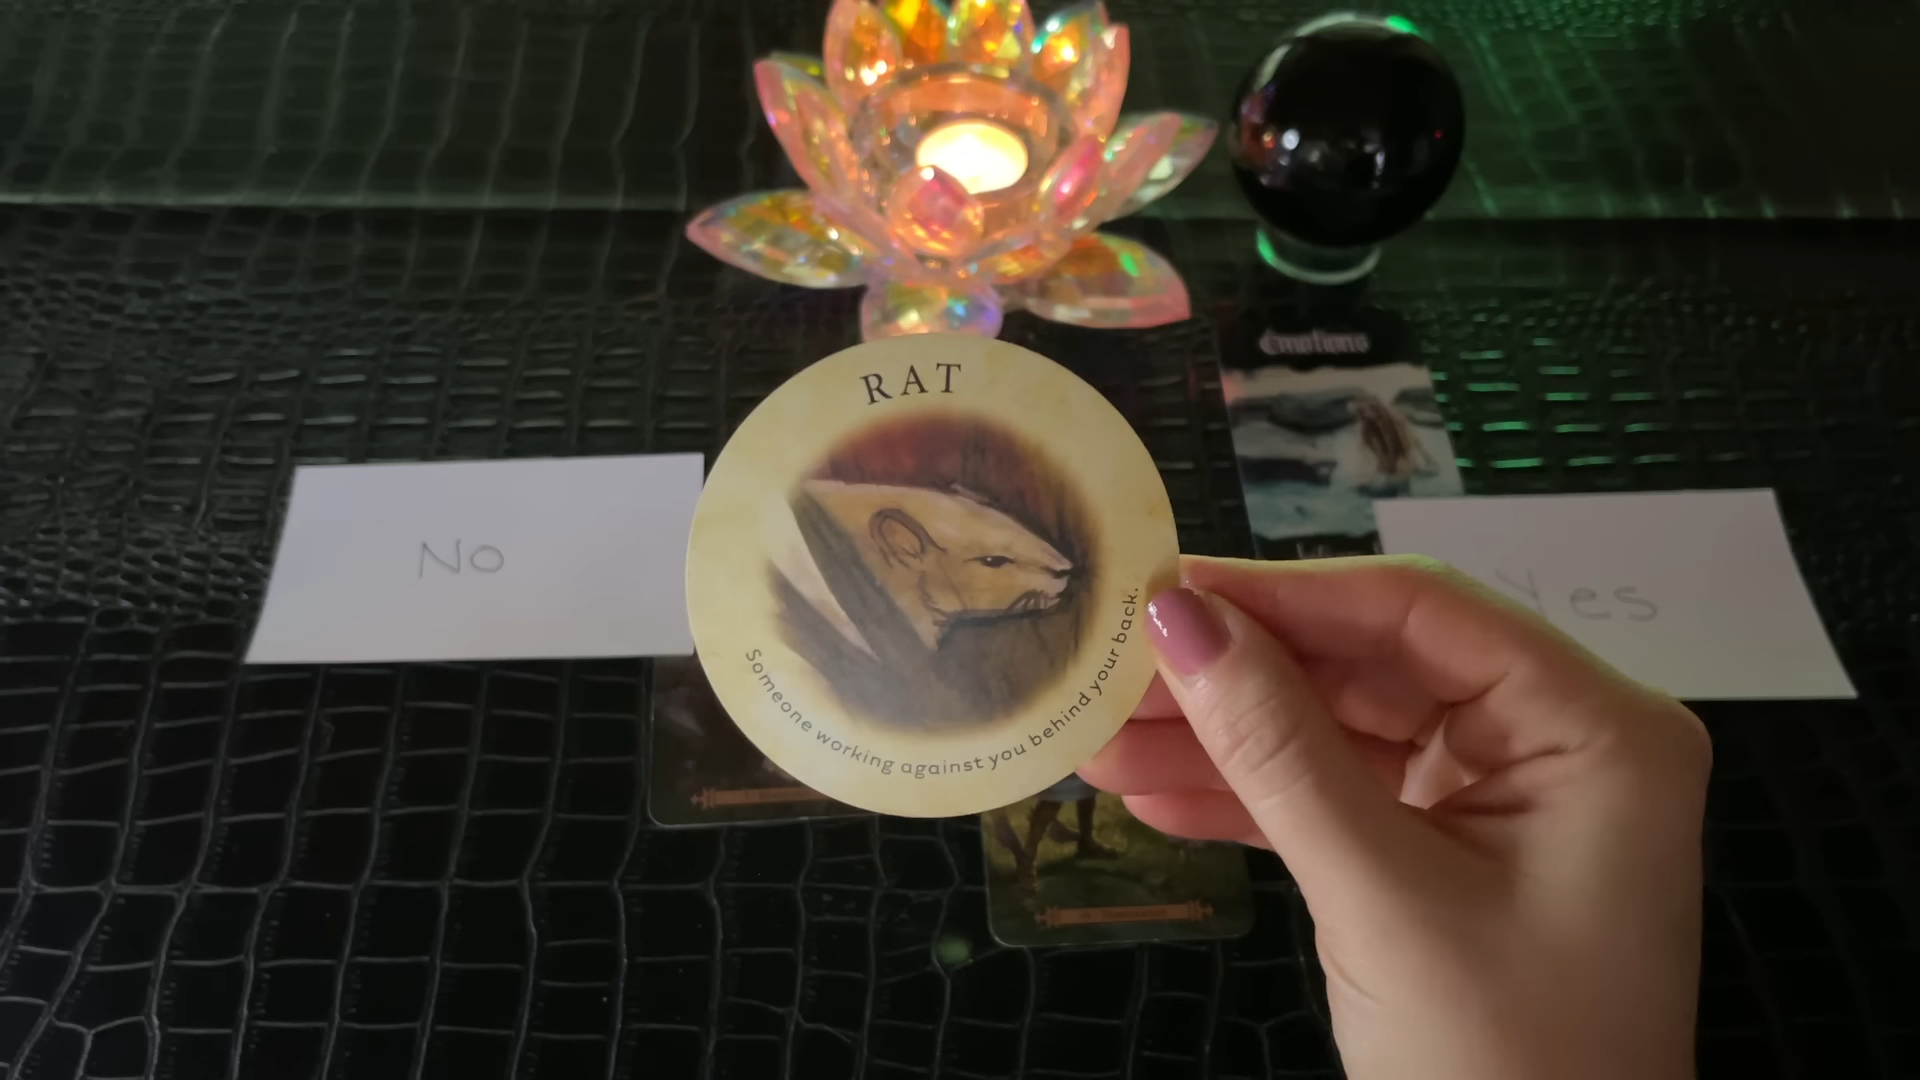 Emotions
RAT
No
Yes
Someone working against you behind your back.